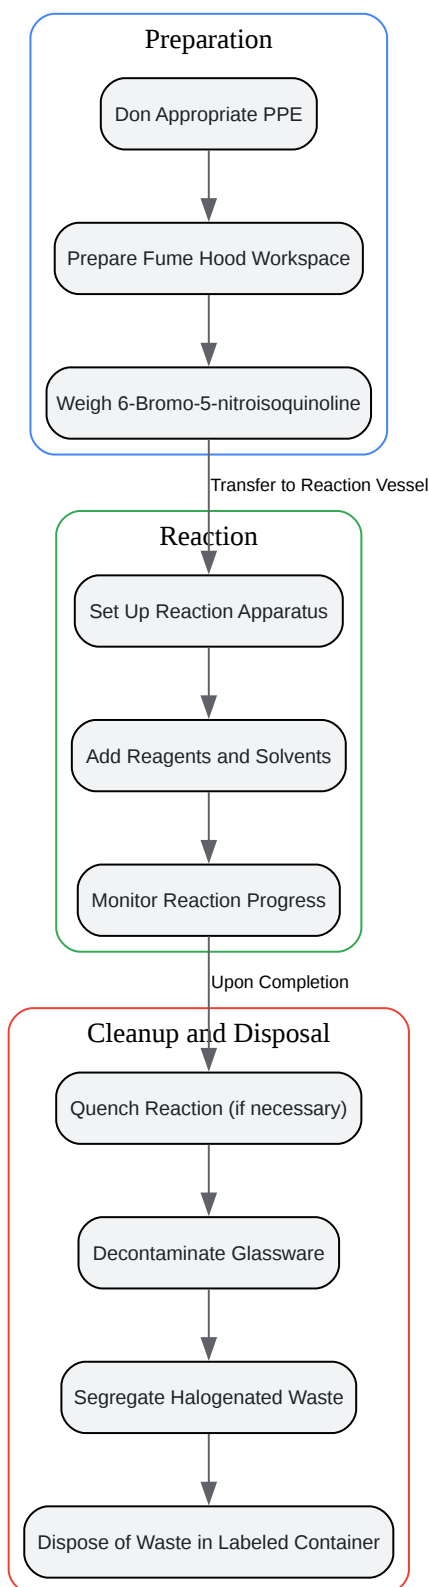 Preparation
Don Appropriate PPE
Prepare Fume Hood Workspace
Weigh 6-Bromo-5-nitroisoquinoline
Transfer to Reaction Vessel
Reaction
Set Up Reaction Apparatus
Add Reagents and Solvents
Monitor Reaction Progress
Upon Completion
Cleanup and Disposal
Quench Reaction (if necessary)
Decontaminate Glassware
Segregate Halogenated Waste
Dispose of Waste in Labeled Container